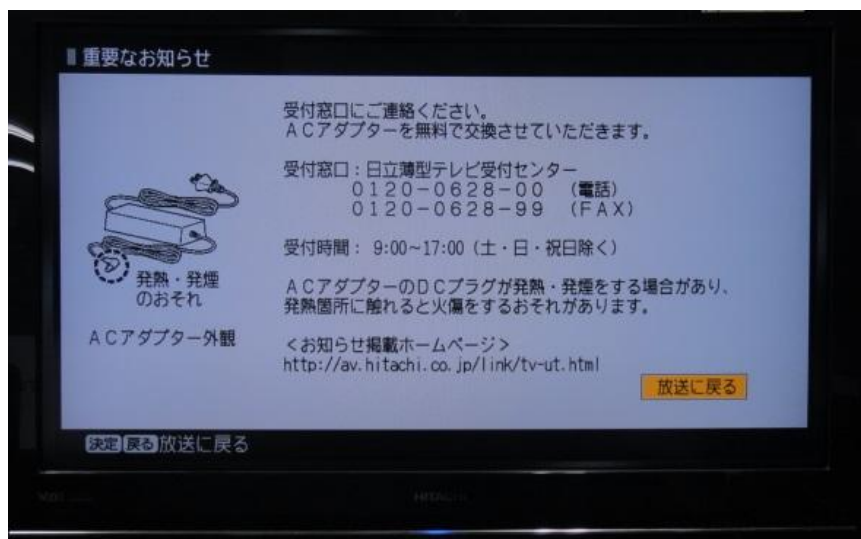 重要なお知らせ
受付窓口にご連絡ください。
ＡＣアダプターを無料で交換させていただきます。
受付窓口：日立薄型テレビ受付センター
０１２０－０６２８－００　（電話）
０１２０－０６２８－９９　（ＦＡＸ）
受付時間： 9:00~17:00（土・日・祝日除く）
発熱・発煙
のおそれ
ＡＣアダプター外観
ＡＣアダプターのＤＣプラグが発熱・発煙をする場合があり、
発熱箇所に触れると火傷をするおそれがあります。
＜お知らせ掲載ホームページ＞
http://av.hitachi.co.jp/link/tv-ut.html
放送に戻る
決定 戻る 放送に戻る
HITACHI